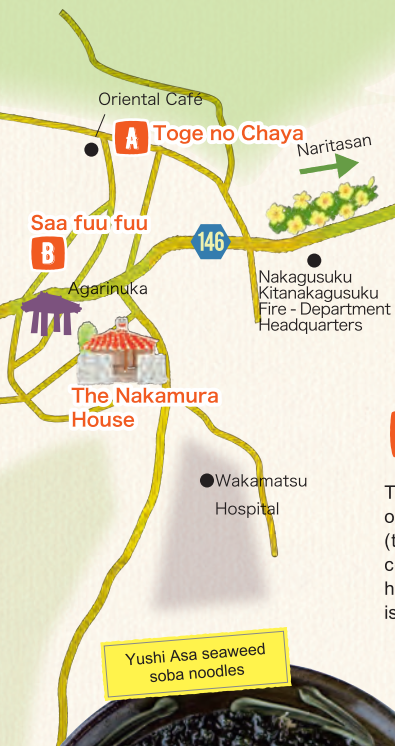 Oriental Café
A Toge no Chaya
Naritasan
Saa fuu fuu
B
146
Agarinuka
Nakagusuku
Kitanakagusuku
Fire - Department
Headquarters
The Nakamura
House
Wakamatsu
Hospital
Yushi Asa seaweed
soba noodles